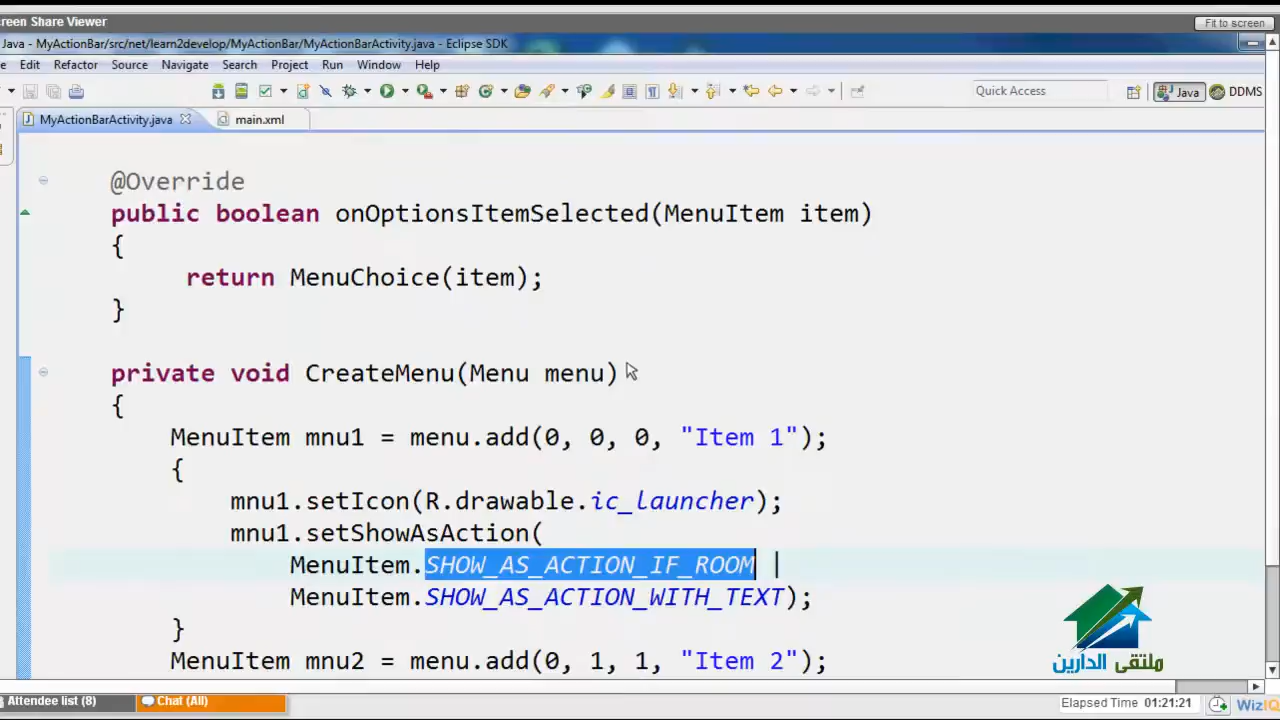 reen Share Viewer
Fit to screen
Java - MyActionBar/src/net/learn2develop/MyActionBar/MyActionBarActivity.java - Eclipse SDK
e Edit Refactor Source Navigate Search Project Run Window Help
Quick Access
Java
DDMS
MyActionBarActivity.java
main.xml
@Override
public boolean onOptionsItemSelected(MenuItem item)
{
return MenuChoice(item);
}
private void CreateMenu(Menu menu)
{
MenuItem mnu1 = menu.add(0, 0, 0, "Item 1");
{
mnu1.setIcon(R.drawable.ic_launcher);
mnu1.setShowAsAction(
MenuItem.SHOW_AS_ACTION_IF_ROOM |
MenuItem.SHOW_AS_ACTION_WITH_TEXT);
}
MenuItem mnu2 = menu.add(0, 1, 1, "Item 2");
ملتقى الدارين
Attendee list (8)
Chat (All)
Elapsed Time 01:21:21
WizIQ